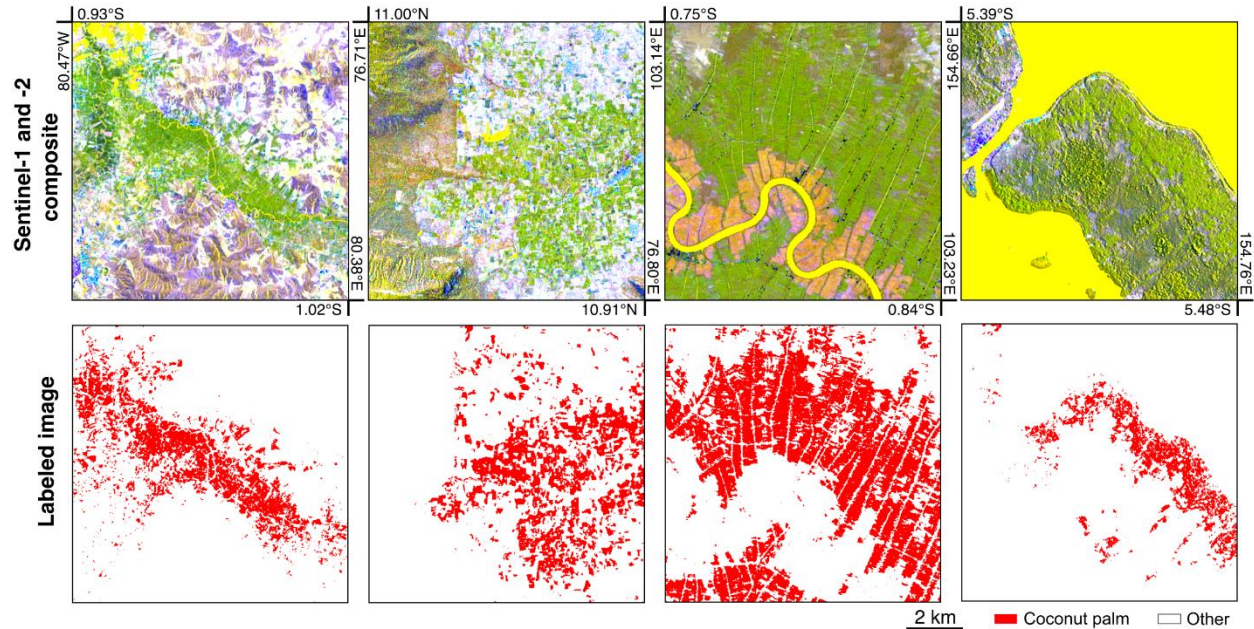 0.93°S
11.00°N
0.75°S
5.39°S
Sentinel-1 and -2
composite
80.47°W
76.71°E
103.14°E
154.66°E
80.38°E
76.80°E
103.23°E
154.76°E
1.02°S
10.91°N
0.84°S
5.48°S
Labeled image
2 km
Coconut palm
Other